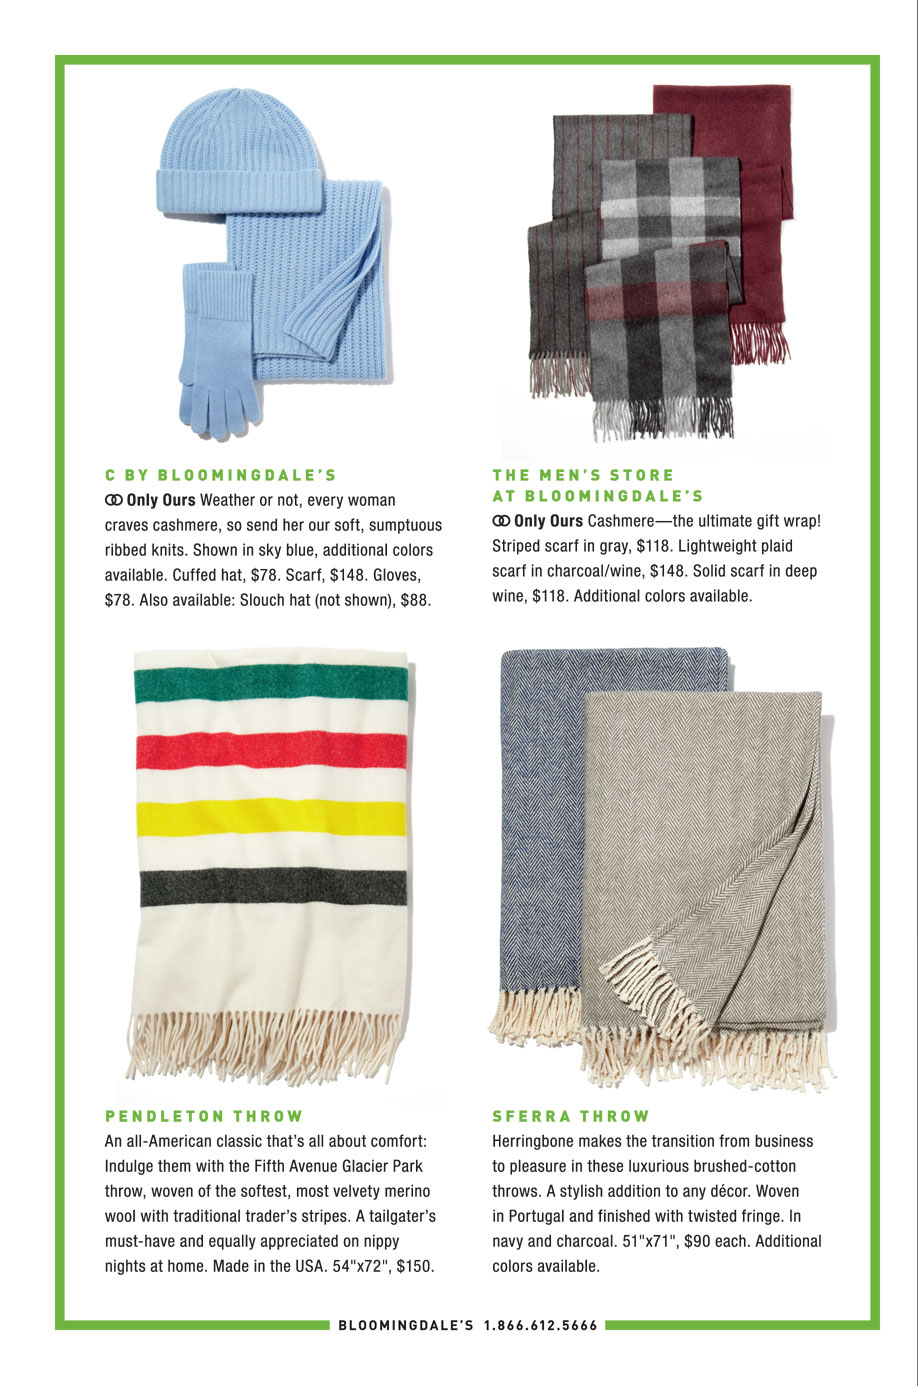 C BY BLOOMINGDALE'S
Only Ours Weather or not, every woman
craves cashmere, so send her our soft, sumptuous
ribbed knits. Shown in sky blue, additional colors
available. Cuffed hat, $78. Scarf, $148. Gloves,
$78. Also available: Slouch hat (not shown), $88.
THE MEN'S STORE
AT BLOOMINGDALE'S
Only Ours Cashmere—the ultimate gift wrap!
Striped scarf in gray, $118. Lightweight plaid
scarf in charcoal/wine, $148. Solid scarf in deep
wine, $118. Additional colors available.
PENDLETON THROW
An all-American classic that's all about comfort:
Indulge them with the Fifth Avenue Glacier Park
throw, woven of the softest, most velvety merino
wool with traditional trader's stripes. A tailgater's
must-have and equally appreciated on nippy
nights at home. Made in the USA. 54"x72", $150.
SFERRA THROW
Herringbone makes the transition from business
to pleasure in these luxurious brushed-cotton
throws. A stylish addition to any décor. Woven
in Portugal and finished with twisted fringe. In
navy and charcoal. 51"x71", $90 each. Additional
colors available.
BLOOMINGDALE'S 1.866.612.5666